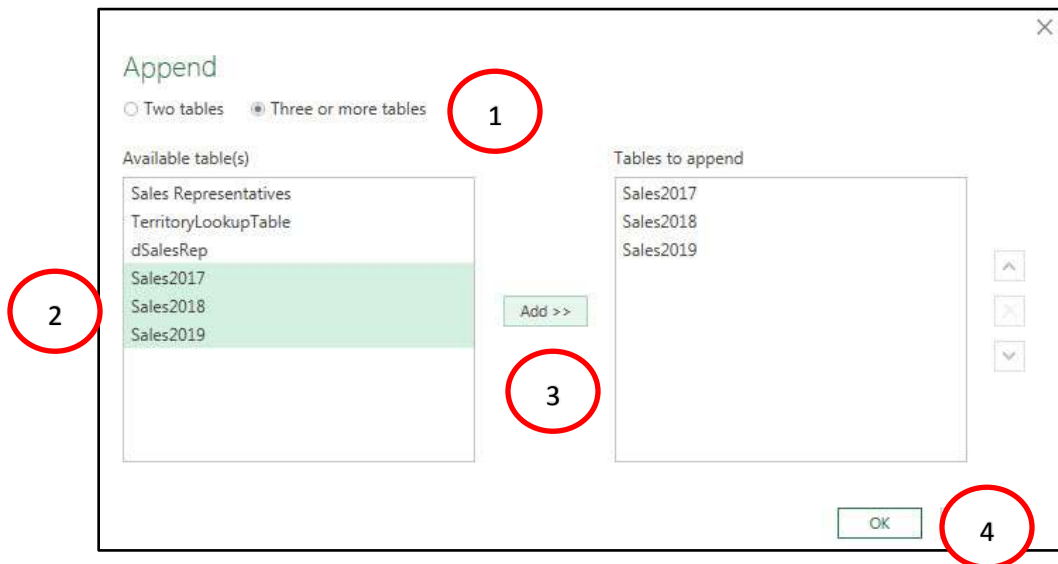 Append
Two tables Three or more tables
1
Available table(s)
Tables to append
Sales Representatives
TerritoryLookupTable
dSalesRep
Sales2017
Sales2018
Sales2019
Sales2017
Sales2018
Sales2019
2
Add >>
3
OK
4